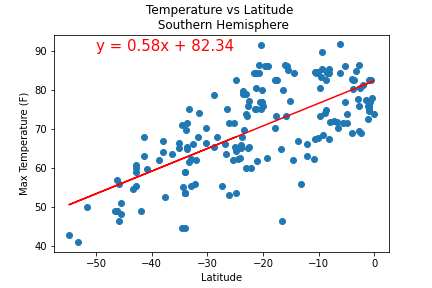 Temperature vs Latitude
Southern Hemisphere
y = 0.58x + 82.34
Max Temperature (F)
90
80
70
60
50
40
−50
−40
−30
−20
−10
0
Latitude